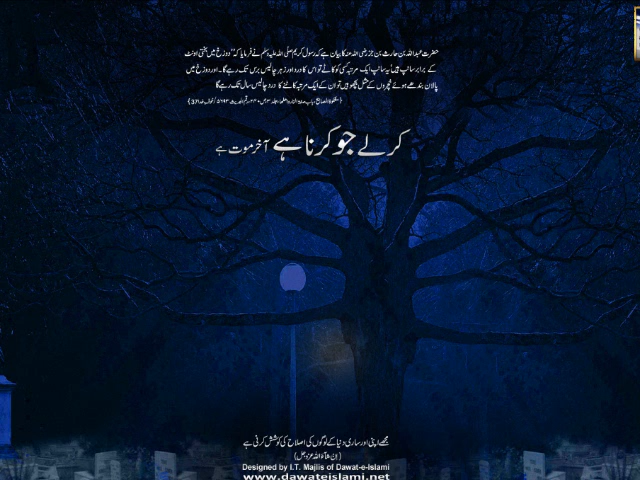 حضرت عبداللہ بن حارث بن جزء رضی اللہ عنہ کا بیان ہے کہ رسول کریم صلی اللہ علیہ وسلم نے فرمایا کہ "دوزخ میں بختی اونٹ
کے برابر سانپ ہیں یہ سانپ ایک مرتبہ کسی کو کاٹے تو اس کا درد اور زہر چالیس برس تک رہے گا۔ اور دوزخ میں
پالان بندھے ہوئے خچروں کے مثل بچھو ہیں تو ان کے ایک مرتبہ کاٹنے کا درد چالیس سال تک رہے گا
کر لے جو کرنا ہے آخر موت ہے
مجھے اپنی اور ساری دنیا کے لوگوں کی اصلاح کی کوشش کرنی ہے
(ان شآءاللہ عزوجل)
Designed by I.T. Majlis of Dawat-e-Islami
www.dawateislami.net